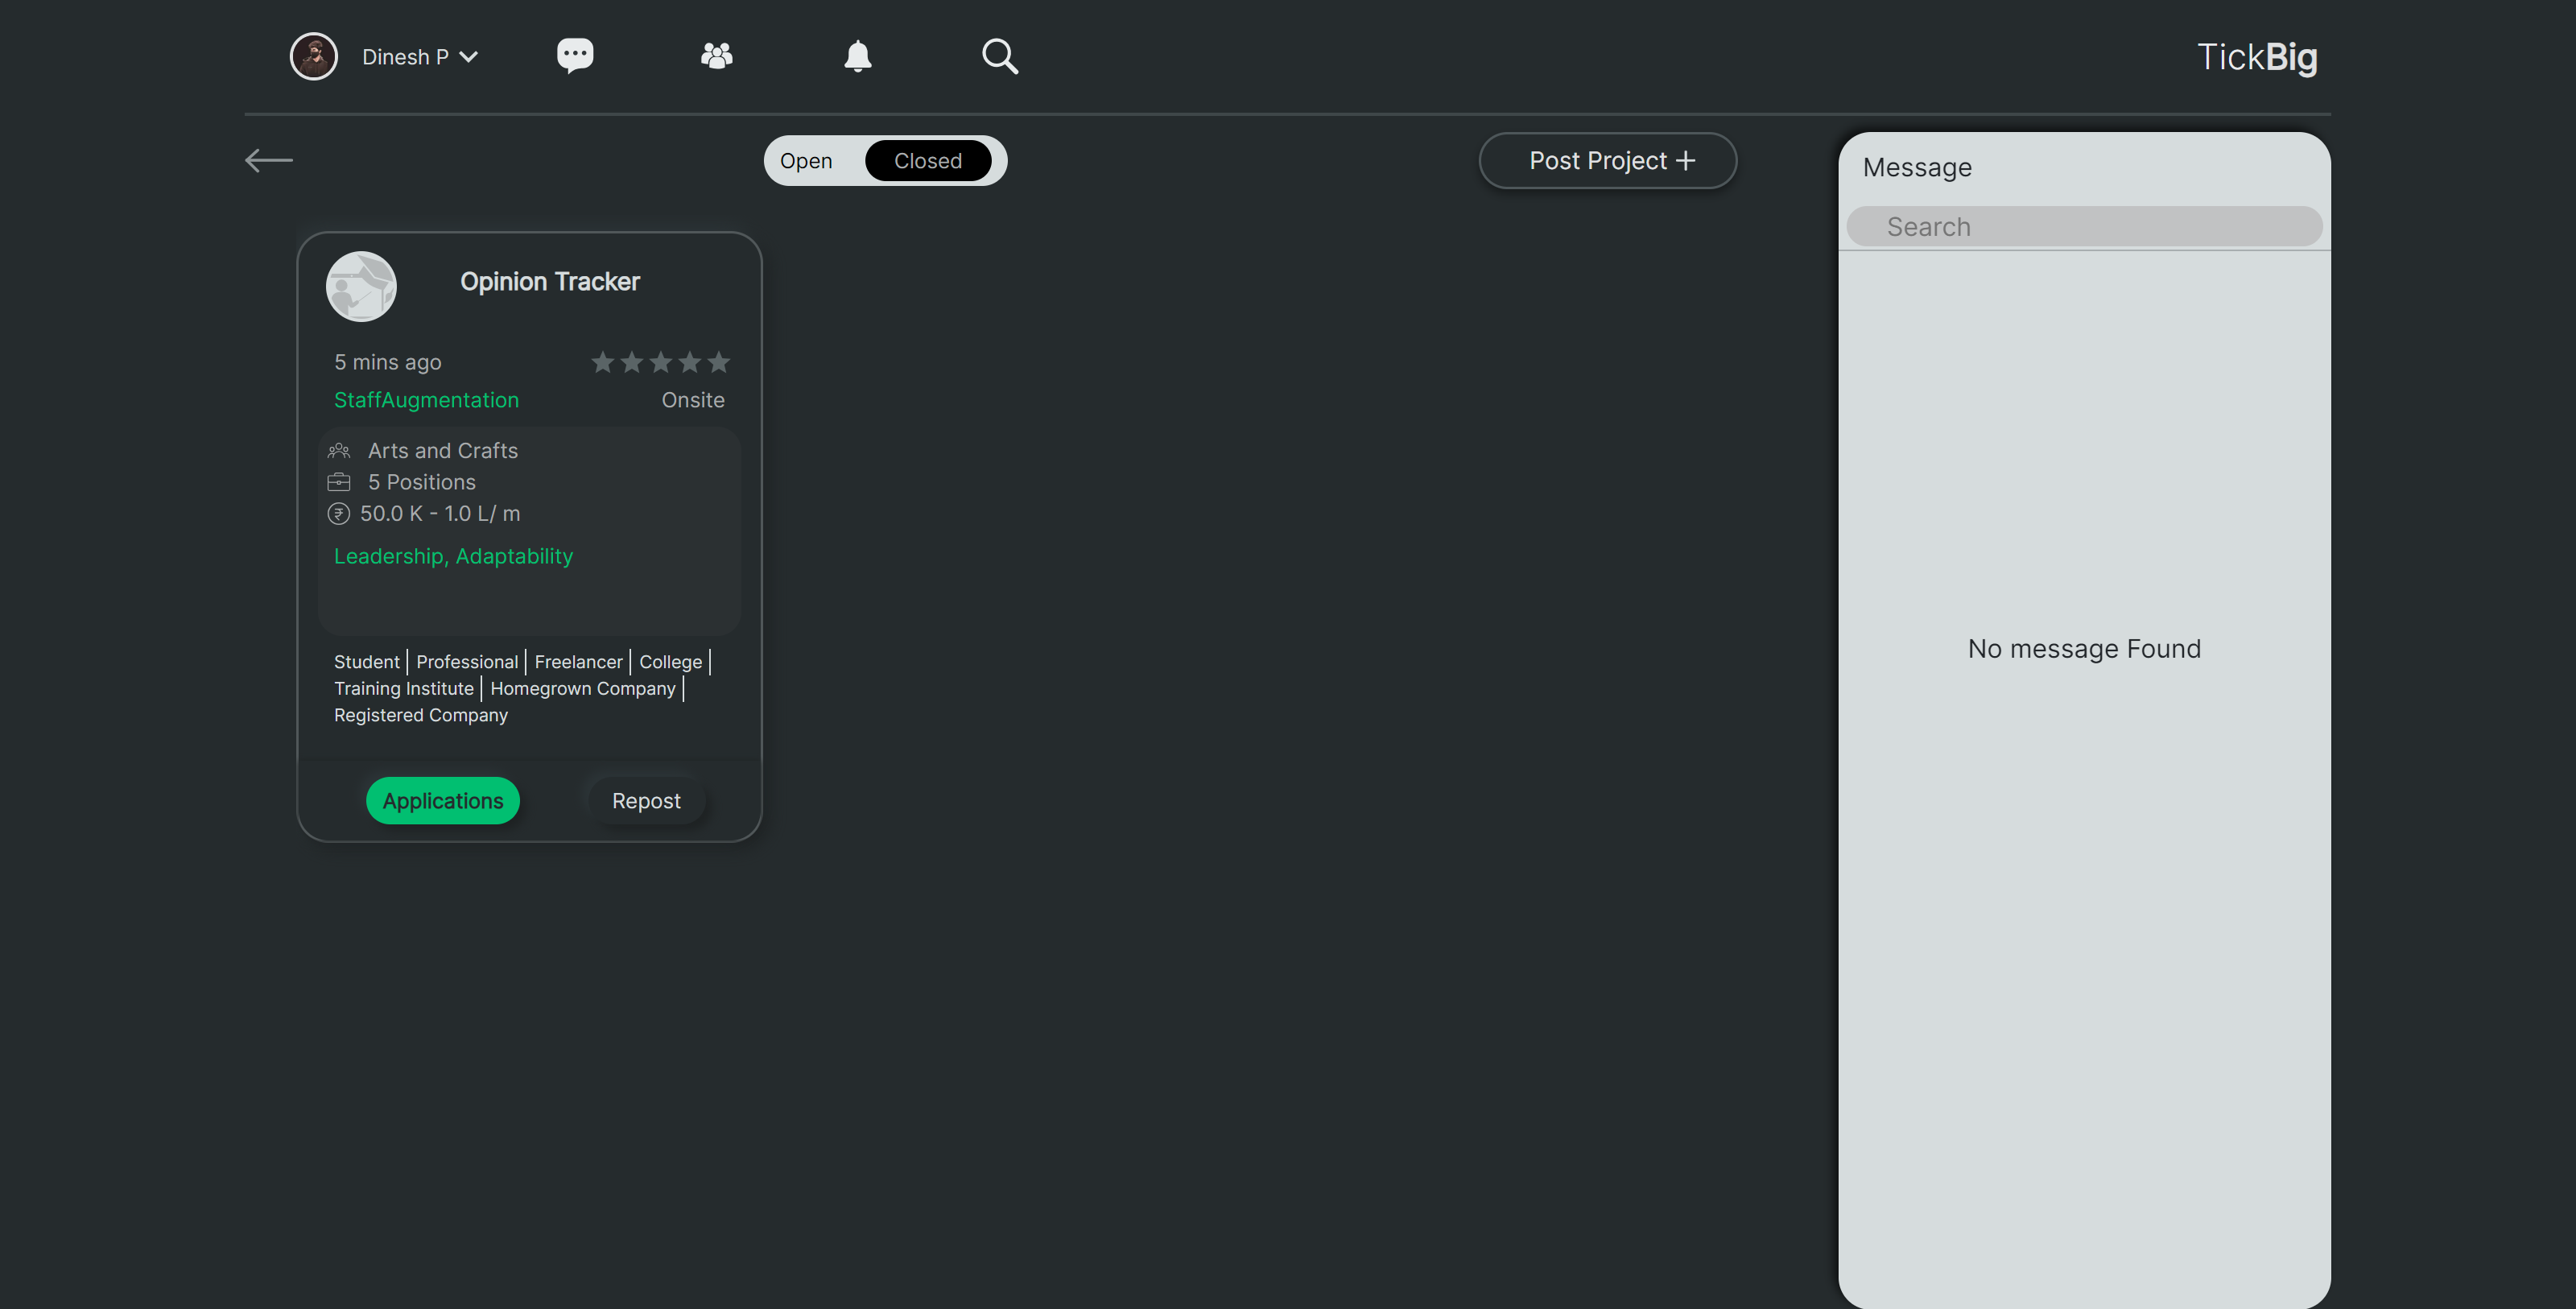 Dinesh P
TickBig
Open Closed
Post Project +
Opinion Tracker
5 mins ago
StaffAugmentation Onsite
Arts and Crafts
5 Positions
₹ 50.0 K - 1.0 L/ m
Leadership, Adaptability
Student | Professional | Freelancer | College |
Training Institute | Homegrown Company |
Registered Company
Applications Repost
Message
Search
No message Found